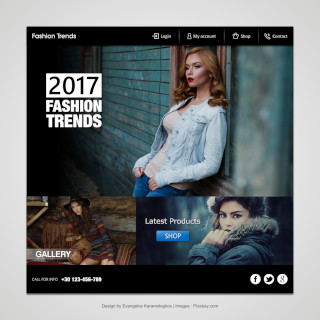 Fashion Trends
Login
My account
Shop
Contact
2017
FASHION
TRENDS
Latest Products
SHOP
GALLERY
CALL FOR INFO +30 123-456-789
Design by Evangelos Karamolegkos | Images : Pixabay.com